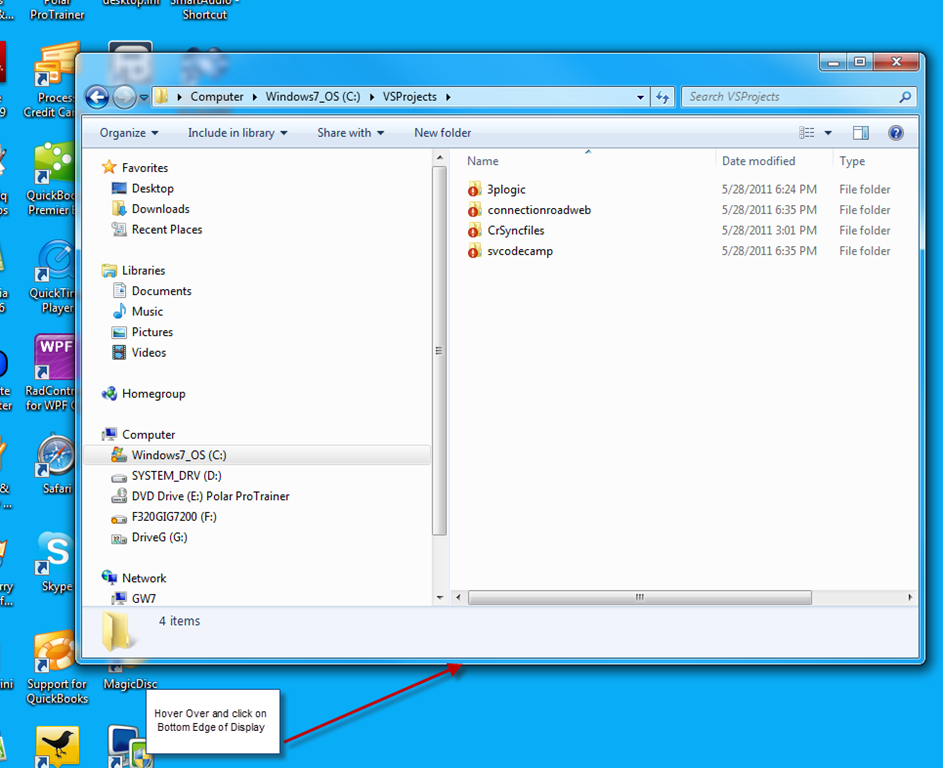 Polar
ProTrainer
SmartAudio -
Shortcut
Proces
Credit Ca
QuickBoo
Premier
QuickTi
Player
WPF
RadContr
for WPF
Safari
Skype
Support for
QuickBooks
MagicDisc
Computer Windows7_OS (C:) VSProjects
Search VSProjects
Organize Include in library Share with New folder
Favorites
Desktop
Downloads
Recent Places
Libraries
Documents
Music
Pictures
Videos
Homegroup
Computer
Windows7_OS (C:)
SYSTEM_DRV (D:)
DVD Drive (E:) Polar ProTrainer
F320GIG7200 (F:)
DriveG (G:)
Network
GW7
Name Date modified Type
3plogic 5/28/2011 6:24 PM File folder
connectionroadweb 5/28/2011 6:35 PM File folder
CrSyncfiles 5/28/2011 3:01 PM File folder
svcodecamp 5/28/2011 6:35 PM File folder
4 items
Hover Over and click on
Bottom Edge of Display